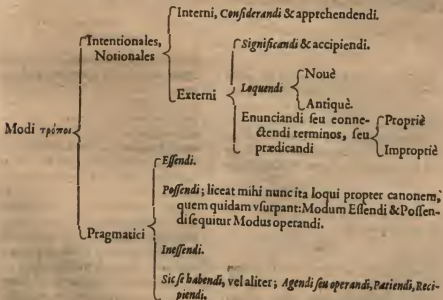 Interni, Considerandi & apprehendendi.
Intentionales,
Notionales
Significandi & accipiendi.
Externi
Loquendi
Nouè
Antiquè.
Enunciandi seu conne-
ctendi terminos, seu
prædicandi
Propriè
Impropriè
Modi τρόποι
Essendi.
Possendi; liceat mihi nunc ita loqui propter canonem,
quem quidam vsurpant: Modum Essendi & Possen-
di sequitur Modus operandi.
Pragmatici
Inessendi.
Sic se habendi, vel aliter; Agendi seu operandi, Patiendi, Reci-
piendi.